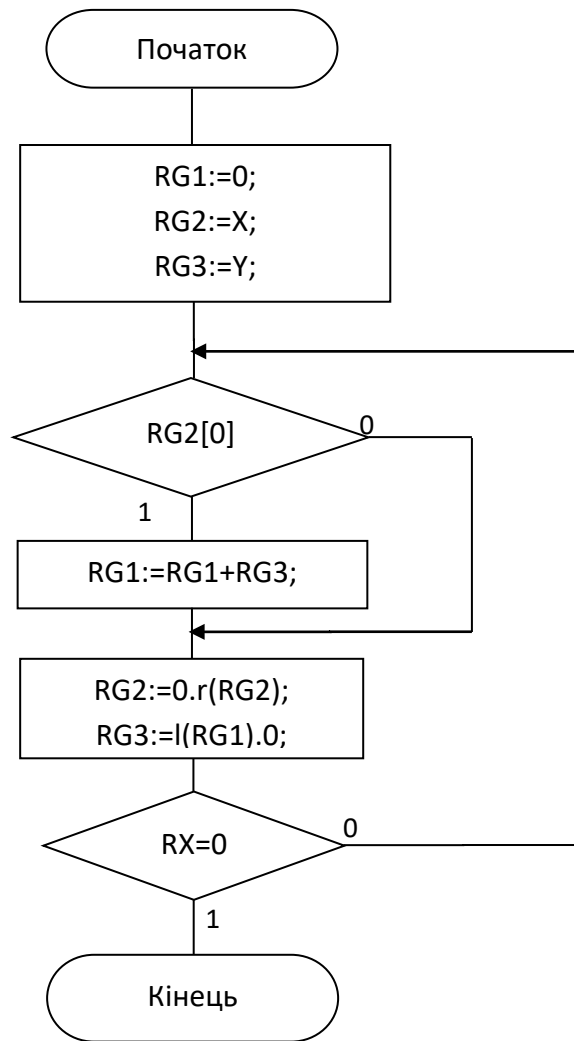 Початок
RG1:=0;
RG2:=X;
RG3:=Y;
RG2[0]
0
1
RG1:=RG1+RG3;
RG2:=0.r(RG2);
RG3:=l(RG1).0;
RX=0
0
1
Кінець